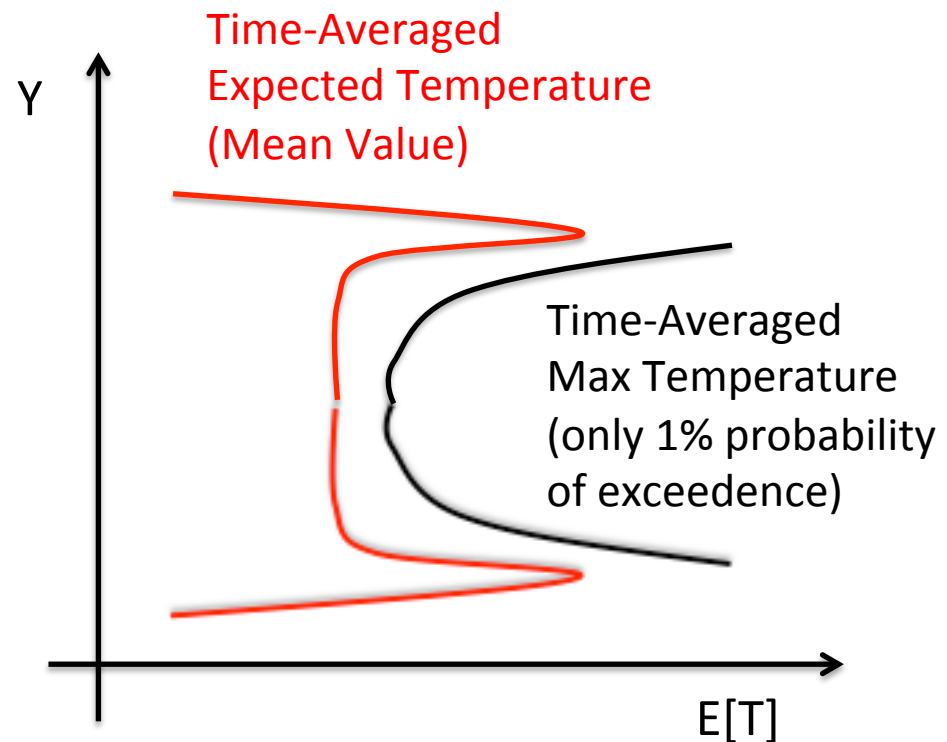 Time-Averaged
Expected Temperature
(Mean Value)
Y
Time-Averaged
Max Temperature
(only 1% probability
of exceedence)
E[T]